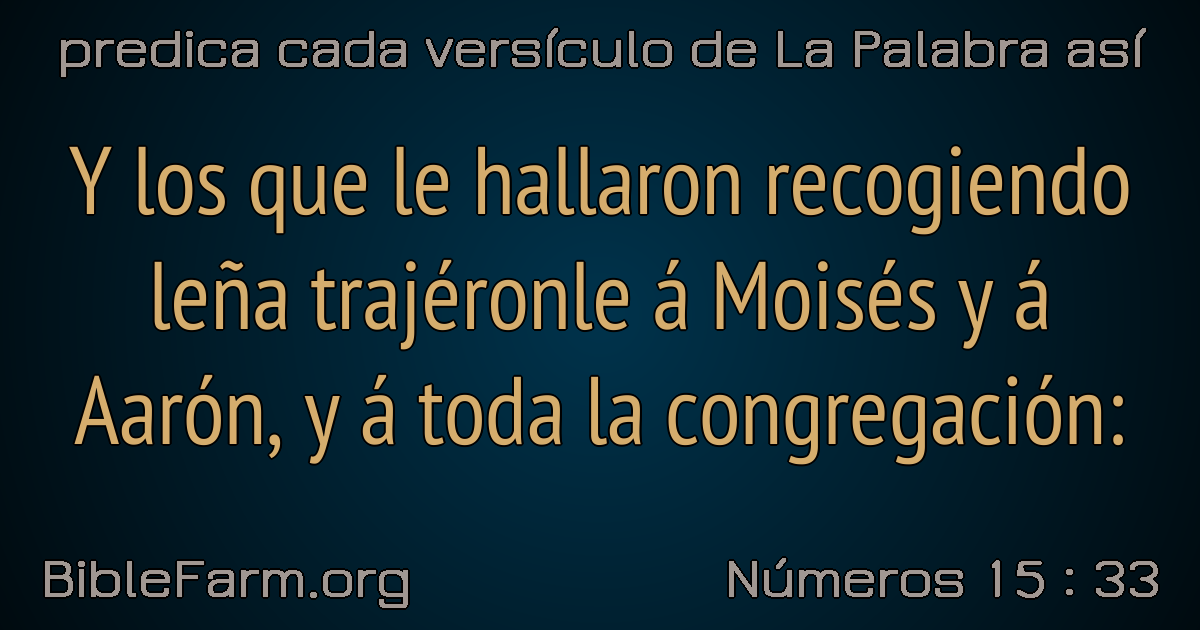 predica cada versículo de La Palabra así
Y los que le hallaron recogiendo
leña trajéronle á Moisés y á
Aarón, y á toda la congregación:
BibleFarm.org
Números 15 : 33